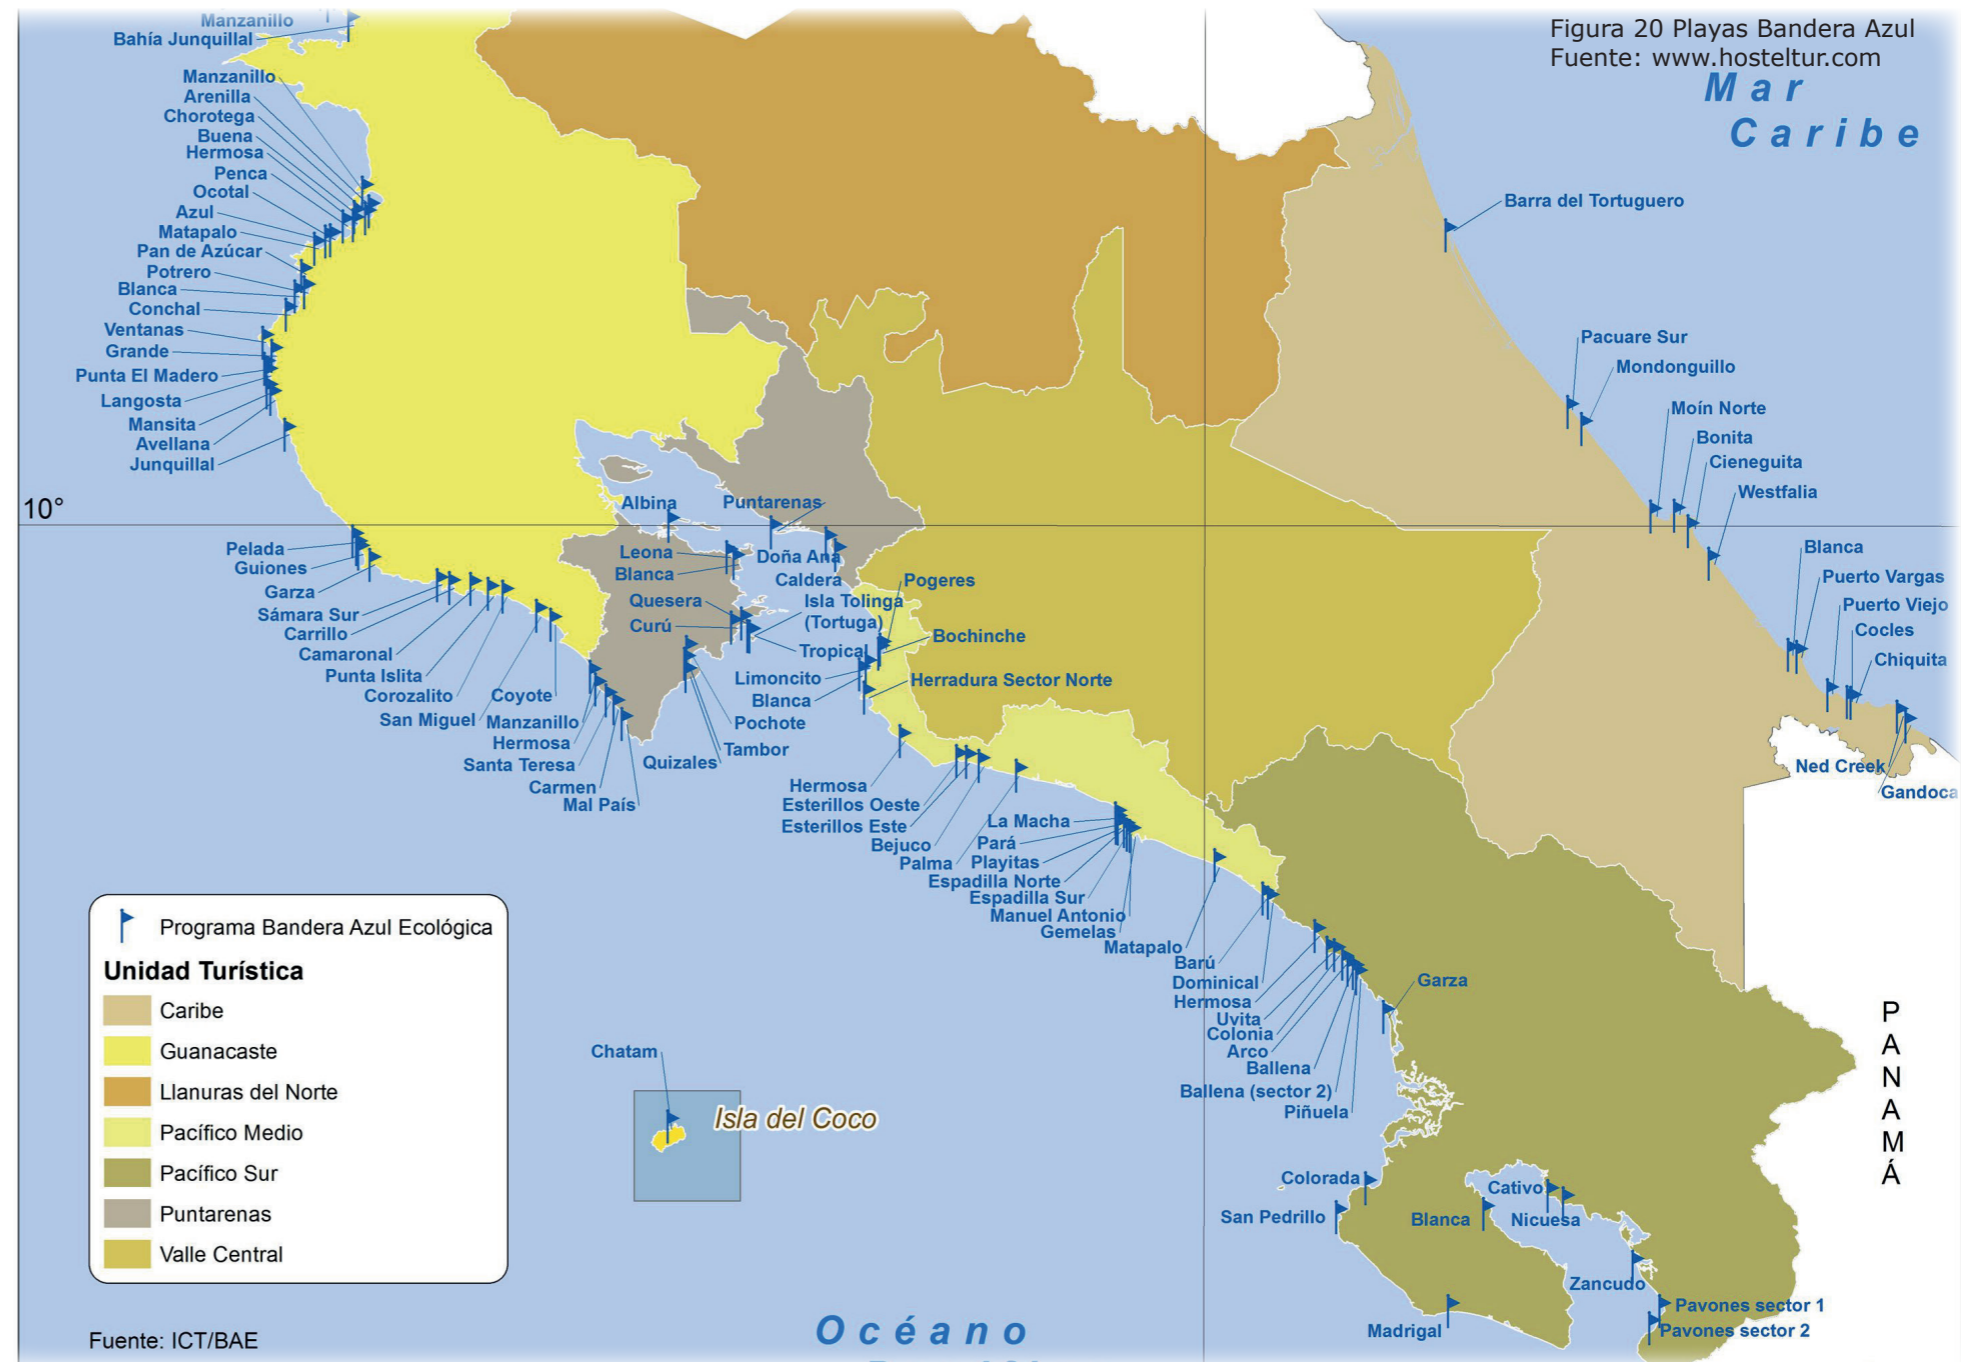 Figura 20 Playas Bandera Azul
Fuente: www.hosteltur.com
Mar
Caribe
Manzanillo
Bahía Junquillal
Manzanillo
Arenilla
Chorotega
Buena
Hermosa
Penca
Ocotal
Azul
Matapalo
Pan de Azúcar
Potrero
Blanca
Conchal
Ventanas
Grande
Punta El Madero
Langosta
Mansita
Avellana
Junquillal
10°
Pelada
Guiones
Garza
Sámara Sur
Carrillo
Camaronal
Punta Islita
Corozalito
San Miguel
Coyote
Manzanillo
Hermosa
Santa Teresa
Carmen
Mal País
Albina
Puntarenas
Leona
Blanca
Doña Ana
Caldera
Quesera
Curú
Isla Tolinga
(Tortuga)
Tropical
Pochote
Tambor
Quizales
Limoncito
Blanca
Pogeres
Bochinche
Herradura Sector Norte
Hermosa
Esterillos Oeste
Esterillos Este
Bejuco
Palma
La Macha
Pará
Playitas
Espadilla Norte
Espadilla Sur
Manuel Antonio
Gemelas
Matapalo
Barú
Dominical
Hermosa
Uvita
Colonia
Arco
Ballena
Ballena (sector 2)
Piñuela
Garza
Colorada
San Pedrillo
Madrigal
Blanca
Cativo
Nicuesa
Zancudo
Pavones sector 1
Pavones sector 2
Barra del Tortuguero
Pacuare Sur
Mondonguillo
Moín Norte
Bonita
Cieneguita
Westfalia
Blanca
Puerto Vargas
Puerto Viejo
Cocles
Chiquita
Ned Creek
Gandoca
PANAMÁ
Chatam
Isla del Coco
Programa Bandera Azul Ecológica
Unidad Turística
Caribe
Guanacaste
Llanuras del Norte
Pacífico Medio
Pacífico Sur
Puntarenas
Valle Central
Fuente: ICT/BAE
Océano